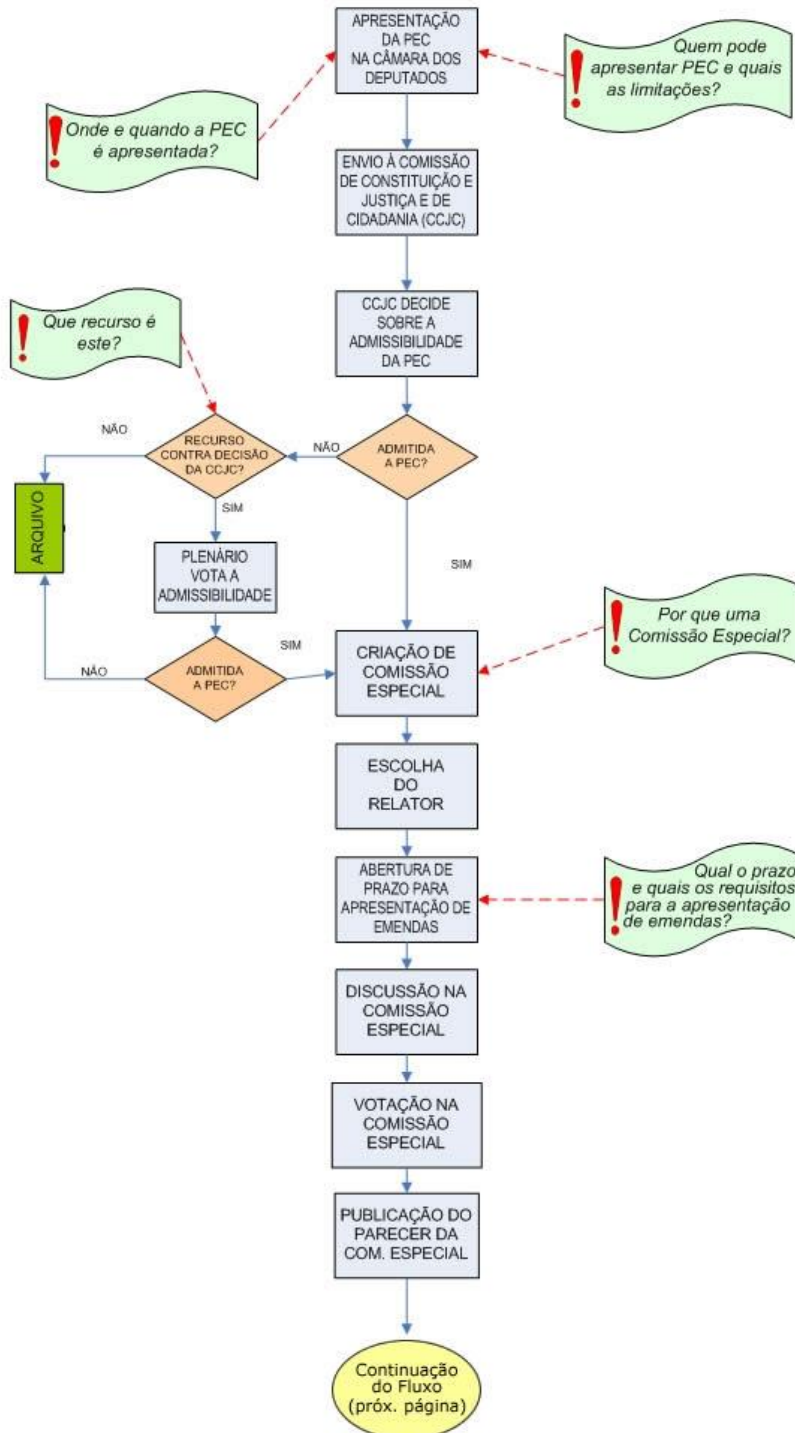 APRESENTAÇÃO
DA PEC
NA CÂMARA DOS
DEPUTADOS
Quem pode
apresentar PEC e quais
as limitações?
Onde e quando a PEC
é apresentada?
ENVIO À COMISSÃO
DE CONSTITUIÇÃO E
JUSTIÇA E DE
CIDADANIA (CCJC)
CCJC DECIDE
SOBRE A
ADMISSIBILIDADE
DA PEC
Que recurso é
este?
NÃO
RECURSO
CONTRA DECISÃO
DA CCJC?
NÃO
ADMITIDA
A PEC?
ARQUIVO
SIM
PLENÁRIO
VOTA A
ADMISSIBILIDADE
SIM
Por que uma
Comissão Especial?
NÃO
ADMITIDA
A PEC?
SIM
CRIAÇÃO DE
COMISSÃO
ESPECIAL
ESCOLHA
DO
RELATOR
ABERTURA DE
PRAZO PARA
APRESENTAÇÃO DE
EMENDAS
Qual o prazo
e quais os requisitos
para a apresentação
de emendas?
DISCUSSÃO NA
COMISSÃO
ESPECIAL
VOTAÇÃO NA
COMISSÃO
ESPECIAL
PUBLICAÇÃO DO
PARECER DA
COM. ESPECIAL
Continuação
do Fluxo
(próx. página)